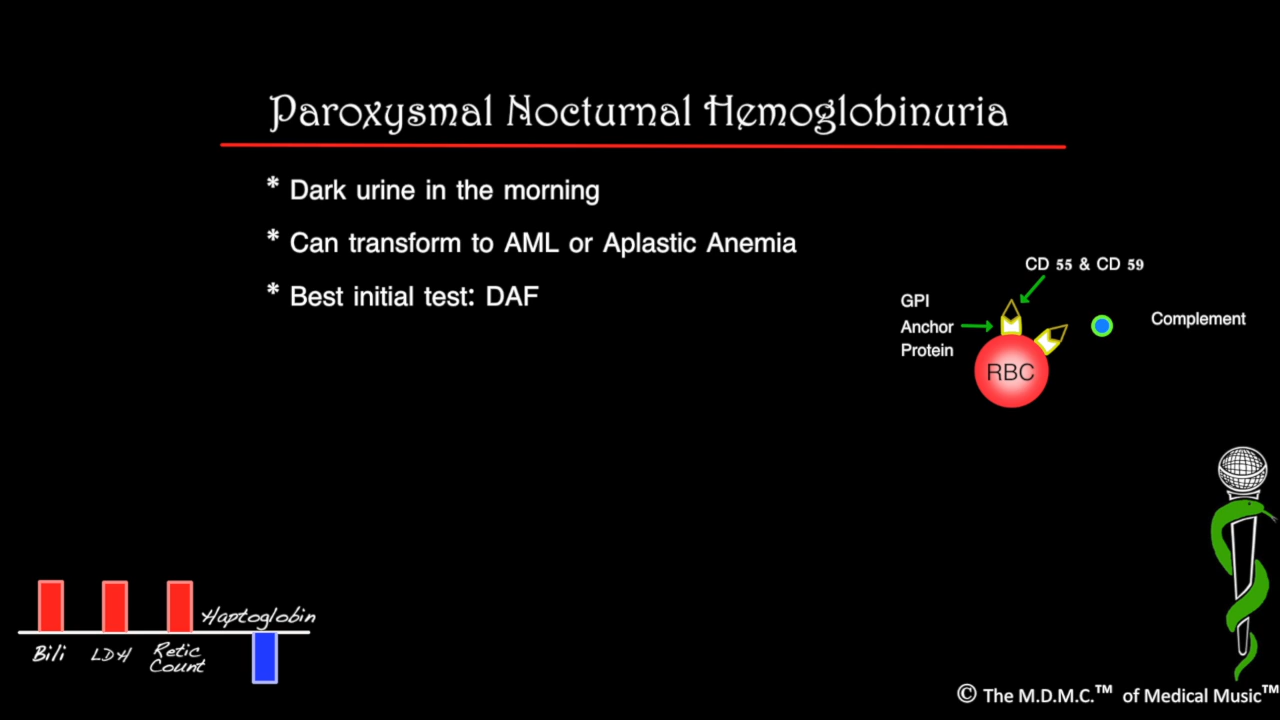 Paroxysmal Nocturnal Hemoglobinuria
* Dark urine in the morning
* Can transform to AML or Aplastic Anemia
* Best initial test: DAF
CD 55 & CD 59
GPI
Anchor
Protein
Complement
RBC
Haptoglobin
Bili
LDH
Retic
Count
© The M.D.M.C.™ of Medical Music™